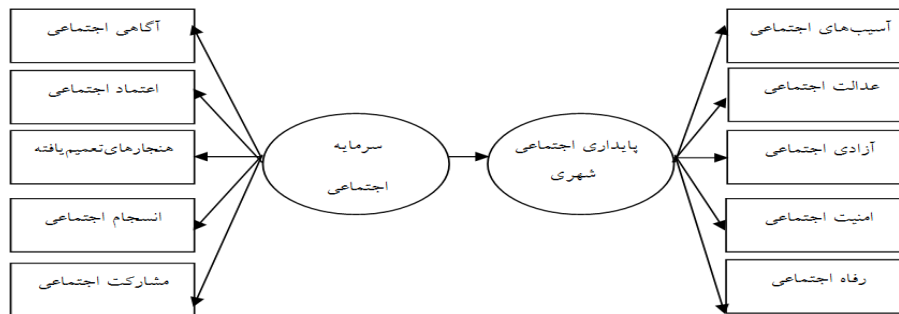 آگاهی اجتماعی
اعتماد اجتماعی
هنجارهای‌تعمیم‌یافته
انسجام اجتماعی
مشارکت اجتماعی
سرمایه
اجتماعی
پایداری اجتماعی
شهری
آسیب‌های اجتماعی
عدالت اجتماعی
آزادی اجتماعی
امنیت اجتماعی
رفاه اجتماعی